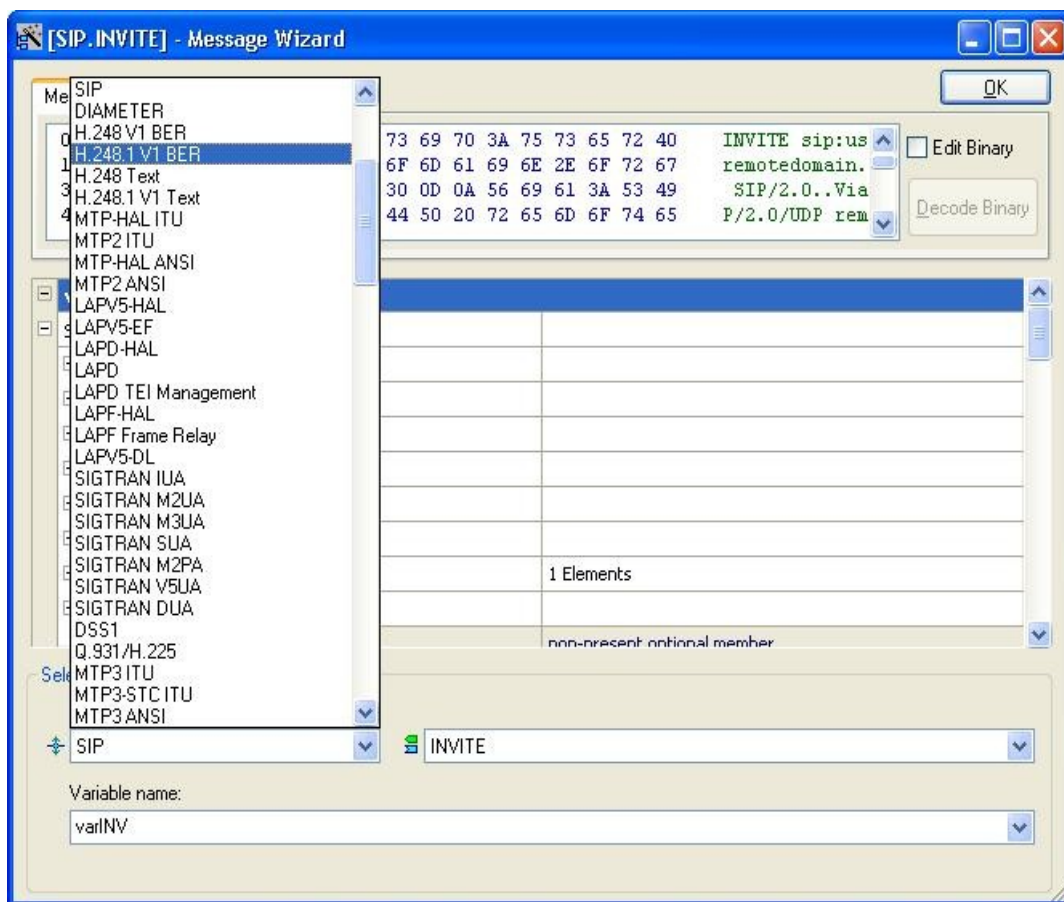 [SIP.INVITE] - Message Wizard
OK
Me
SIP
DIAMETER
H.248 V1 BER
H.248.1 V1 BER
H.248 Text
H.248.1 V1 Text
MTP-HAL ITU
MTP2 ITU
MTP-HAL ANSI
MTP2 ANSI
LAPV5-HAL
LAPV5-EF
LAPD-HAL
LAPD
LAPD TEI Management
LAPF-HAL
LAPF Frame Relay
LAPV5-DL
SIGTRAN IUA
SIGTRAN M2UA
SIGTRAN M3UA
SIGTRAN SUA
SIGTRAN M2PA
SIGTRAN V5UA
SIGTRAN DUA
DSS1
Q.931/H.225
MTP3 ITU
MTP3-STC ITU
MTP3 ANSI
73 69 70 3A 75 73 65 72 40 INVITE sip:us
6F 6D 61 69 6E 2E 6F 72 67 remotedomain.
30 0D 0A 56 69 61 3A 53 49 SIP/2.0..Via
44 50 20 72 65 6D 6F 74 65 P/2.0/UDP rem
Edit Binary
Decode Binary
1 Elements
non-present optional member
Sele
SIP
INVITE
Variable name:
varINV